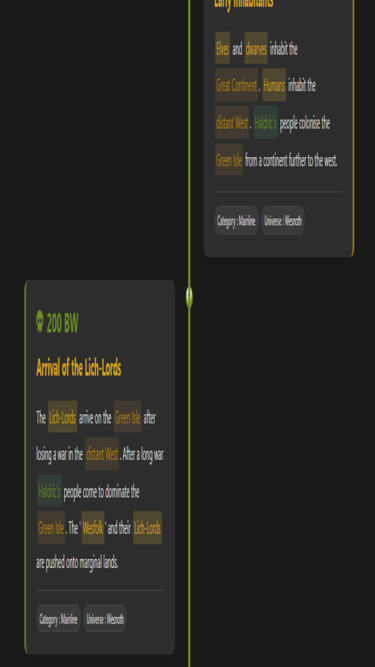 Early Inhabitants
Elves and dwarves inhabit the
Great Continent . Humans inhabit the
distant West . Haldric's people colonise the
Green Isle from a continent further to the west.
Category : Mainline Universe : Wesnoth
200 BW
Arrival of the Lich-Lords
The Lich-Lords arrive on the Green Isle after
losing a war in the distant West . After a long war
Haldric's people come to dominate the
Green Isle . The ' Wesfolk ' and their Lich-Lords
are pushed onto marginal lands.
Category : Mainline Universe : Wesnoth